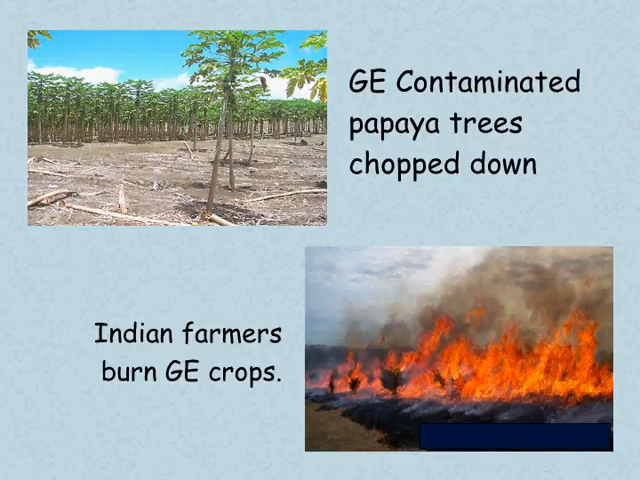 GE Contaminated
papaya trees
chopped down
Indian farmers
burn GE crops.